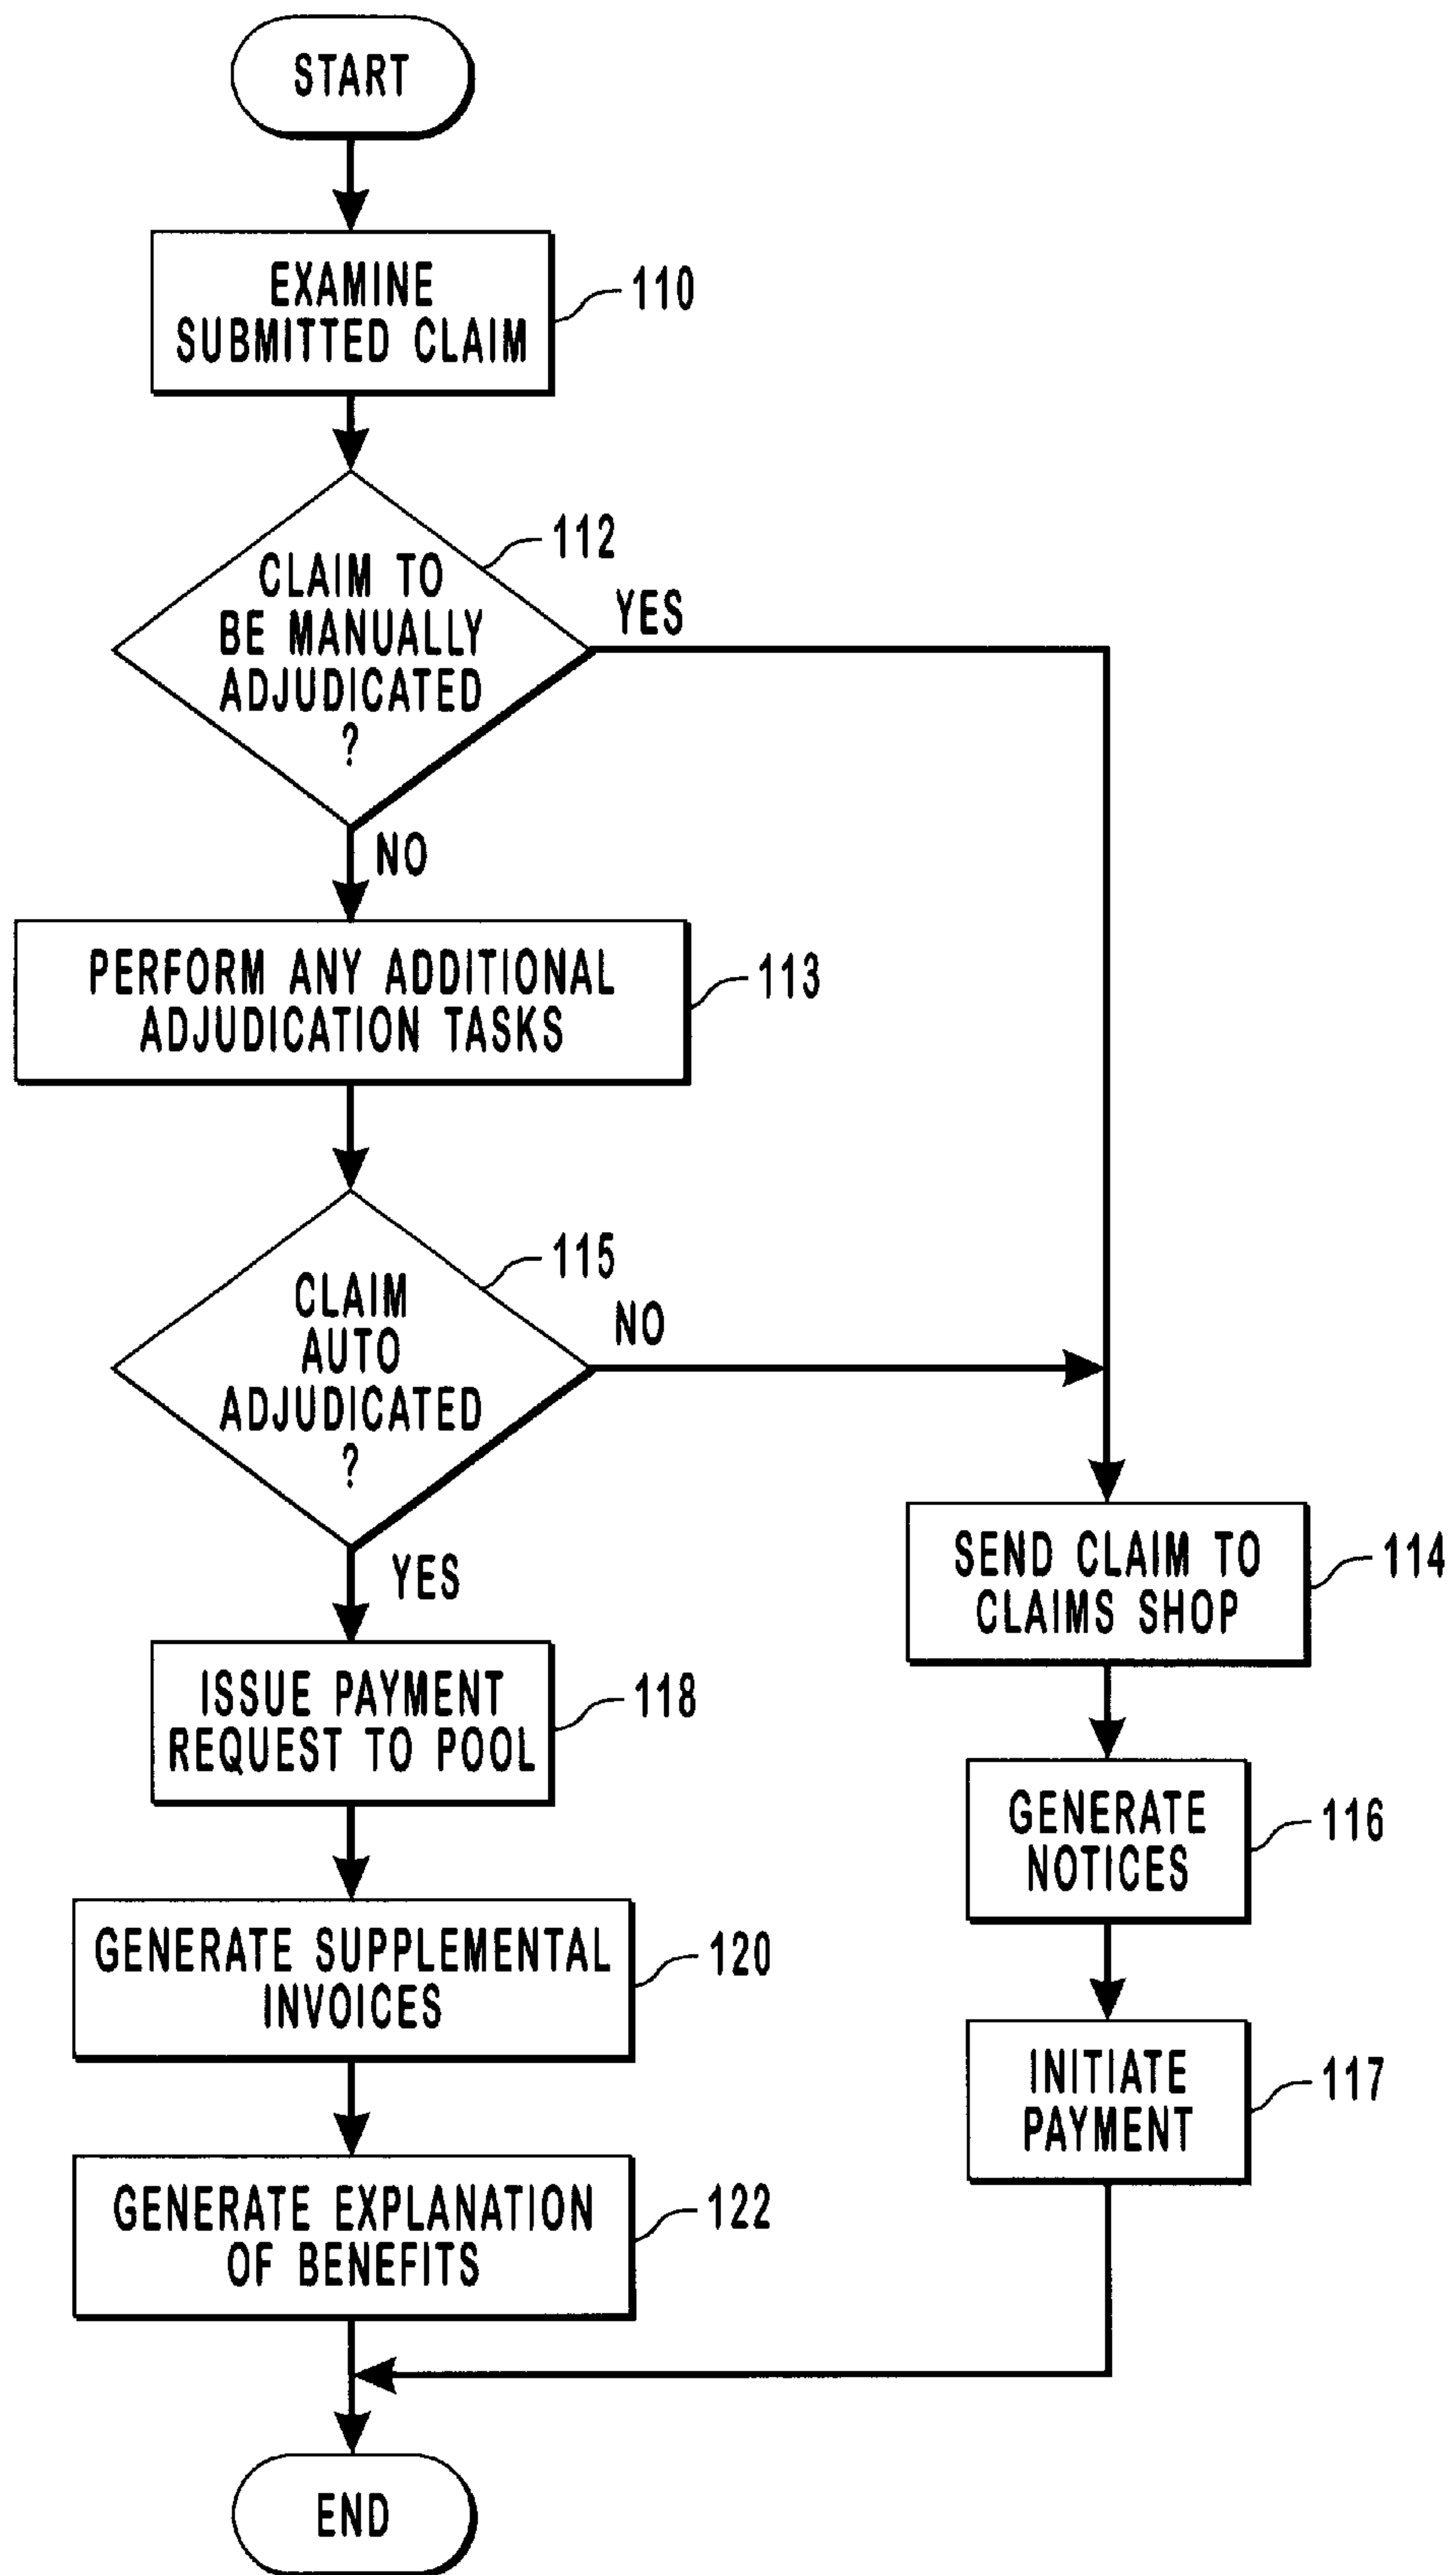 START
EXAMINE
SUBMITTED CLAIM
110
112
CLAIM TO
BE MANUALLY
ADJUDICATED
?
YES
NO
PERFORM ANY ADDITIONAL
ADJUDICATION TASKS
113
115
CLAIM
AUTO
ADJUDICATED
?
NO
YES
SEND CLAIM TO
CLAIMS SHOP
114
ISSUE PAYMENT
REQUEST TO POOL
118
GENERATE
NOTICES
116
GENERATE SUPPLEMENTAL
INVOICES
120
INITIATE
PAYMENT
117
GENERATE EXPLANATION
OF BENEFITS
122
END